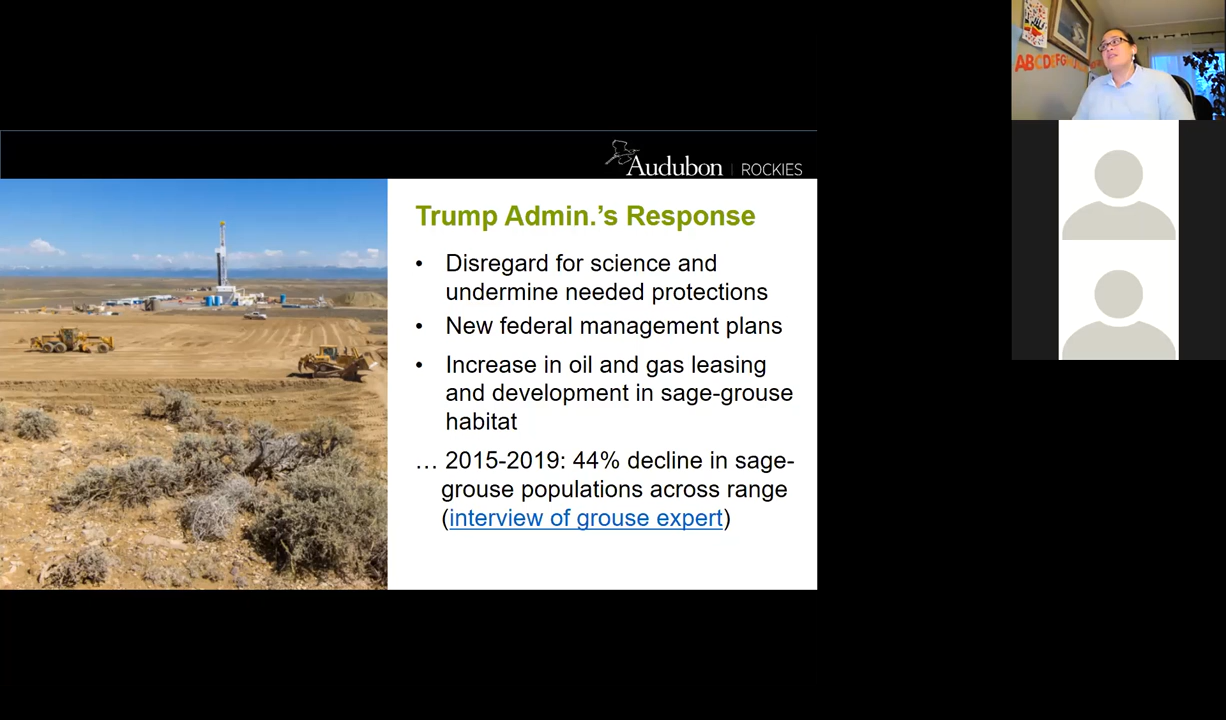 ABCDEFG
Audubon | ROCKIES
Trump Admin.’s Response
• Disregard for science and
undermine needed protections
• New federal management plans
• Increase in oil and gas leasing
and development in sage-grouse
habitat
… 2015-2019: 44% decline in sage-
grouse populations across range
(interview of grouse expert)